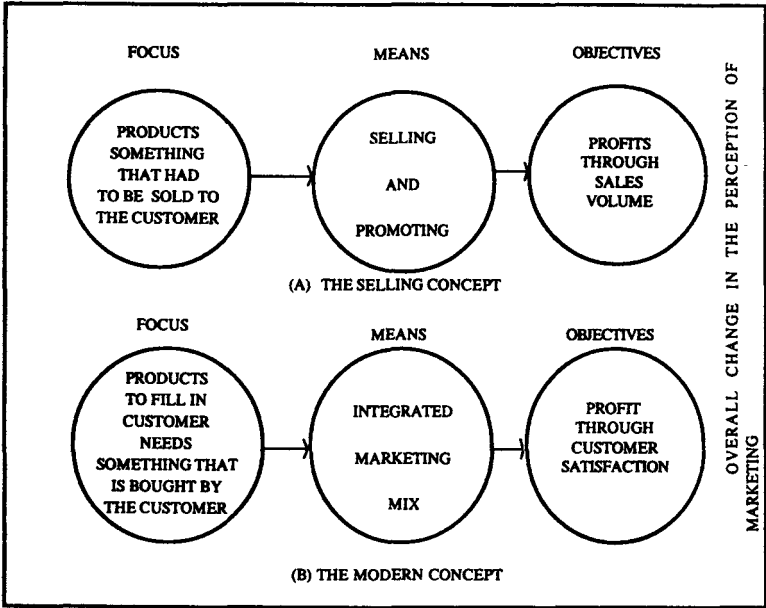 FOCUS
MEANS
OBJECTIVES
PRODUCTS
SOMETHING
THAT HAD
TO BE SOLD TO
THE CUSTOMER
SELLING
AND
PROMOTING
PROFITS
THROUGH
SALES
VOLUME
(A) THE SELLING CONCEPT
FOCUS
MEANS
OBJECTIVES
PRODUCTS
TO FILL IN
CUSTOMER
NEEDS
SOMETHING THAT
IS BOUGHT BY
THE CUSTOMER
INTEGRATED
MARKETING
MIX
PROFIT
THROUGH
CUSTOMER
SATISFACTION
(B) THE MODERN CONCEPT
OVERALL CHANGE IN THE PERCEPTION OF
MARKETING